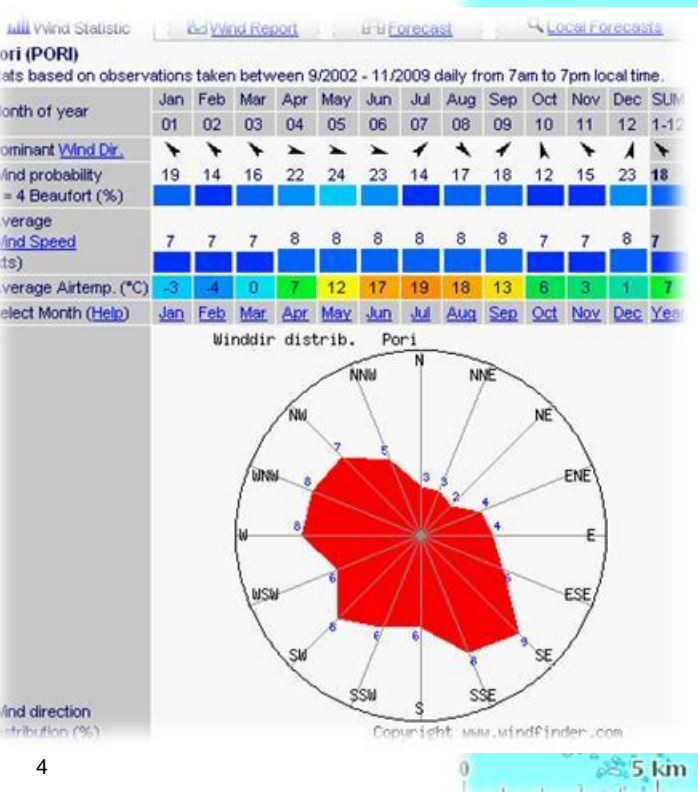 Wind Statistic Wind Report Forecast Local Forecasts
ori (PORI)
ats based on observations taken between 9/2002 - 11/2009 daily from 7am to 7pm local time.
onth of year Jan Feb Mar Apr May Jun Jul Aug Sep Oct Nov Dec SUM
01 02 03 04 05 06 07 08 09 10 11 12 1-12
ominant Wind Dir.
ind probability 19 14 16 22 24 23 14 17 18 12 15 23 18
= 4 Beaufort (%)
verage
ind Speed 7 7 7 8 8 8 8 8 8 7 7 8 7
ts)
verage Airtemp. (°C) -3 -4 0 7 12 17 19 18 13 6 3 1 7
elect Month (Help) Jan Feb Mar Apr May Jun Jul Aug Sep Oct Nov Dec Year
Winddir distrib. Pori
N
NNW NNE
NW NE
7 5
WNW 8 3 3 2 4 ENE
8 4
W E
6 6
WSW ESE
8 6 6 9
SW 8 SE
SSW SSE
S
ind direction
stribution (%) Copyright www.windfinder.com
4 0 5 km